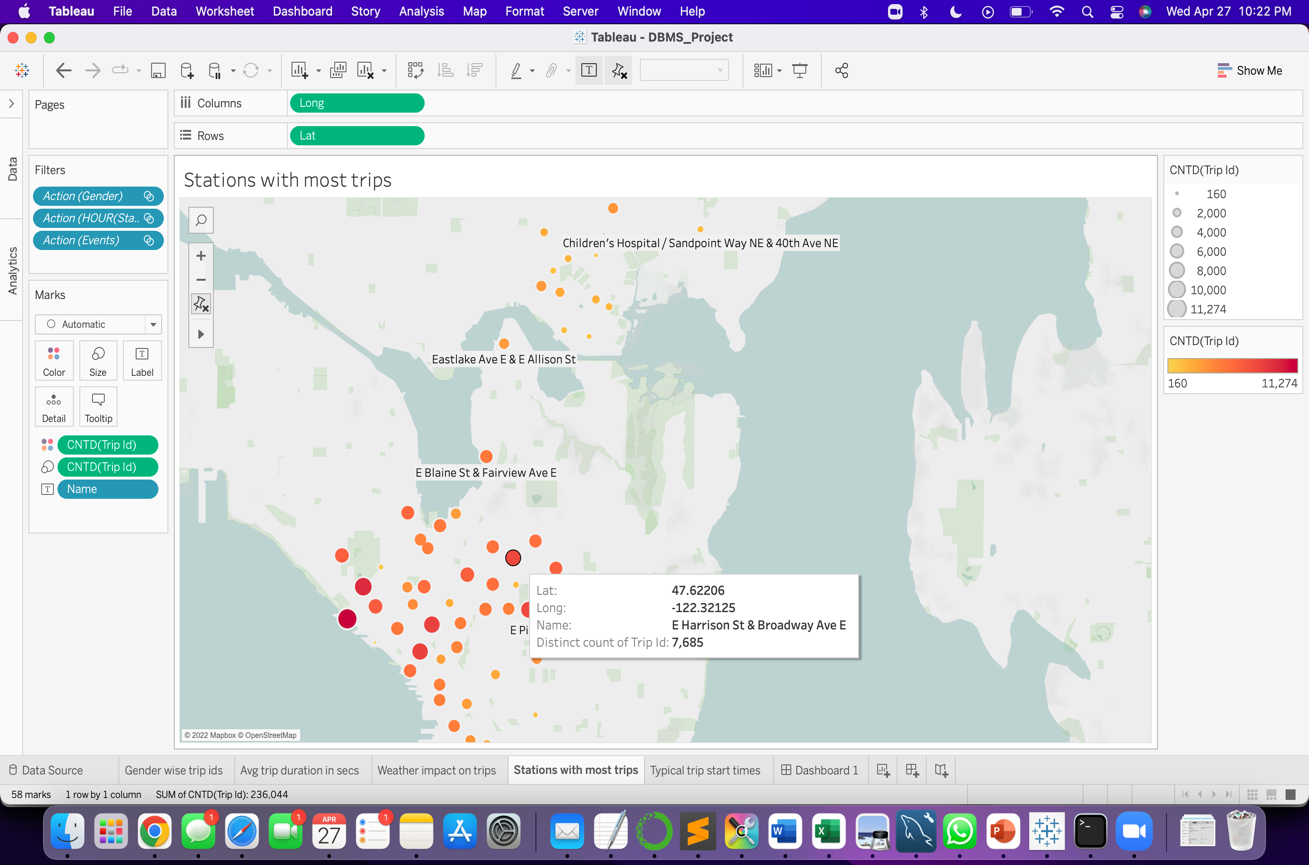 Tableau File Data Worksheet Dashboard Story Analysis Map Format Server Window Help Wed Apr 27 10:22 PM
Tableau - DBMS_Project
Show Me
Pages
Columns Long
Rows Lat
Data
Analytics
Filters
Action (Gender)
Action (HOUR(Sta..
Action (Events)
Marks
Automatic
Color Size Label
Detail Tooltip
CNTD(Trip Id)
CNTD(Trip Id)
Name
Stations with most trips
Children's Hospital / Sandpoint Way NE & 40th Ave NE
Eastlake Ave E & E Allison St
E Blaine St & Fairview Ave E
E Pi
Lat: 47.62206
Long: -122.32125
Name: E Harrison St & Broadway Ave E
Distinct count of Trip Id: 7,685
© 2022 Mapbox © OpenStreetMap
CNTD(Trip Id)
160
2,000
4,000
6,000
8,000
10,000
11,274
CNTD(Trip Id)
160 11,274
Data Source Gender wise trip ids Avg trip duration in secs Weather impact on trips Stations with most trips Typical trip start times Dashboard 1
58 marks 1 row by 1 column SUM of CNTD(Trip Id): 236,044
1 1 APR 27 1